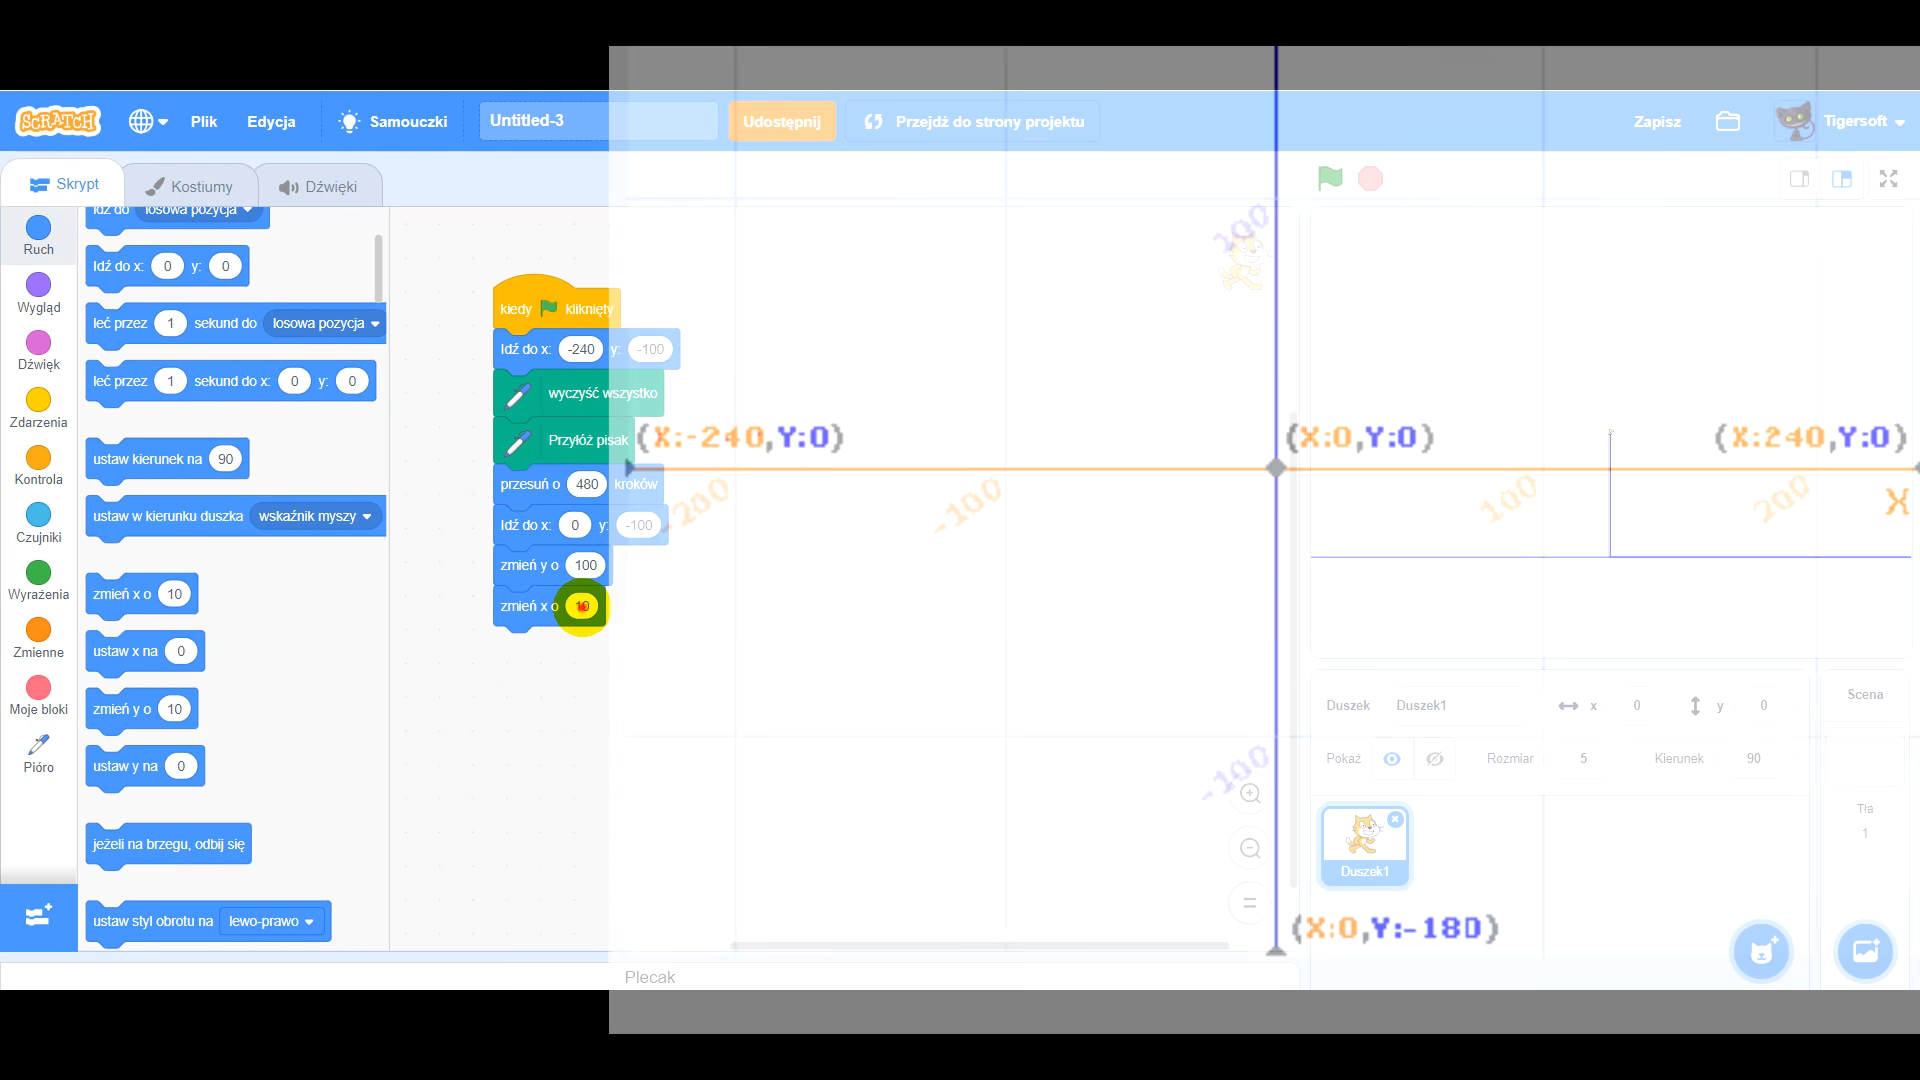 SCRATCH
Plik
Edycja
Samouczki
Untitled-3
Udostępnij
Przejdź do strony projektu
Zapisz
Tigersoft
Skrypt
Kostiumy
Dźwięki
Ruch
Wygląd
Dźwięk
Zdarzenia
Kontrola
Czujniki
Wyrażenia
Zmienne
Moje bloki
Pióro
Idź do losowa pozycja
Idź do x: 0 y: 0
leć przez 1 sekund do losowa pozycja
leć przez 1 sekund do x: 0 y: 0
ustaw kierunek na 90
ustaw w kierunku duszka wskaźnik myszy
zmień x o 10
ustaw x na 0
zmień y o 10
ustaw y na 0
jeżeli na brzegu, odbij się
ustaw styl obrotu na lewo-prawo
kiedy kliknięty
Idź do x: -240 y: -100
wyczyść wszystko
Przyłóż pisak
przesuń o 480 kroków
Idź do x: 0 y: -100
zmień y o 100
zmień x o 10
100
(X:-240,Y:0)
(X:0,Y:0)
(X:240,Y:0)
-200
-100
100
200
X
-100
(X:0,Y:-180)
Duszek Duszek1 x 0 y 0
Pokaż Rozmiar 5 Kierunek 90
Duszek1
Scena
Tła
1
Plecak